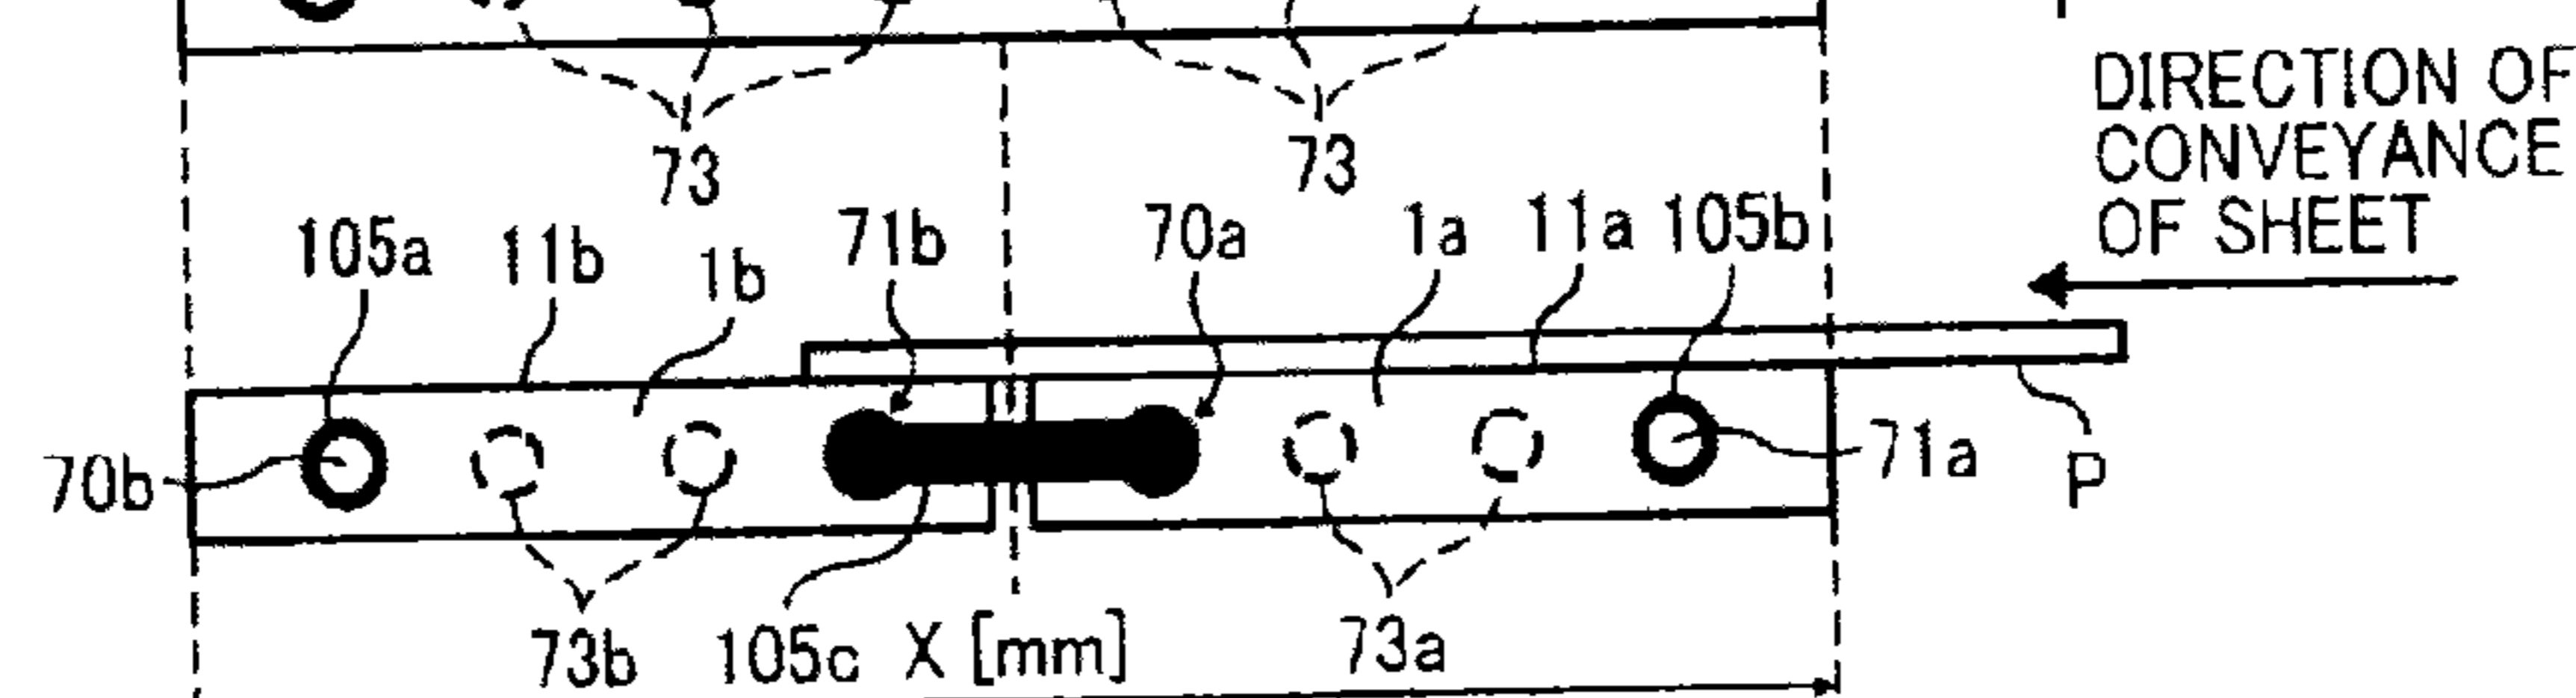 73
73
DIRECTION OF
CONVEYANCE
OF SHEET
105a
11b
1b
71b
70a
1a
11a
105b
70b
71a
P
73b
105c
X [mm]
73a